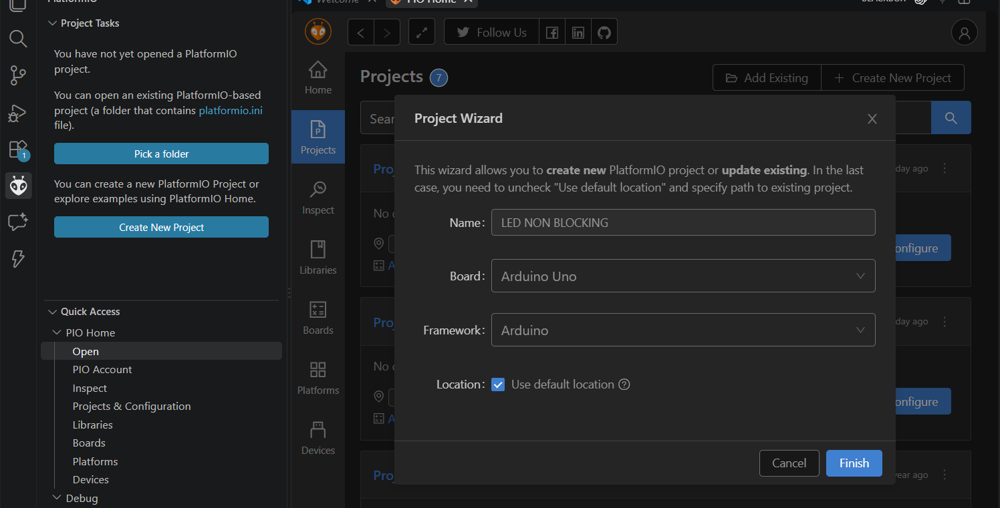 PlatformIO
Welcome
PIO Home
BLACKBOX
Project Tasks
You have not yet opened a PlatformIO
project.
You can open an existing PlatformIO-based
project (a folder that contains platformio.ini
file).
Pick a folder
You can create a new PlatformIO Project or
explore examples using PlatformIO Home.
Create New Project
1
Quick Access
PIO Home
Open
PIO Account
Inspect
Projects & Configuration
Libraries
Boards
Platforms
Devices
Debug
Follow Us
Home
Projects
Inspect
Libraries
Boards
Platforms
Devices
Projects 7
Add Existing
Create New Project
Sear
Proj
day ago
No
onfigure
A
Proj
day ago
No
onfigure
A
Proj
year ago
Project Wizard
This wizard allows you to create new PlatformIO project or update existing. In the last
case, you need to uncheck "Use default location" and specify path to existing project.
Name: LED NON BLOCKING
Board: Arduino Uno
Framework: Arduino
Location: Use default location
Cancel
Finish